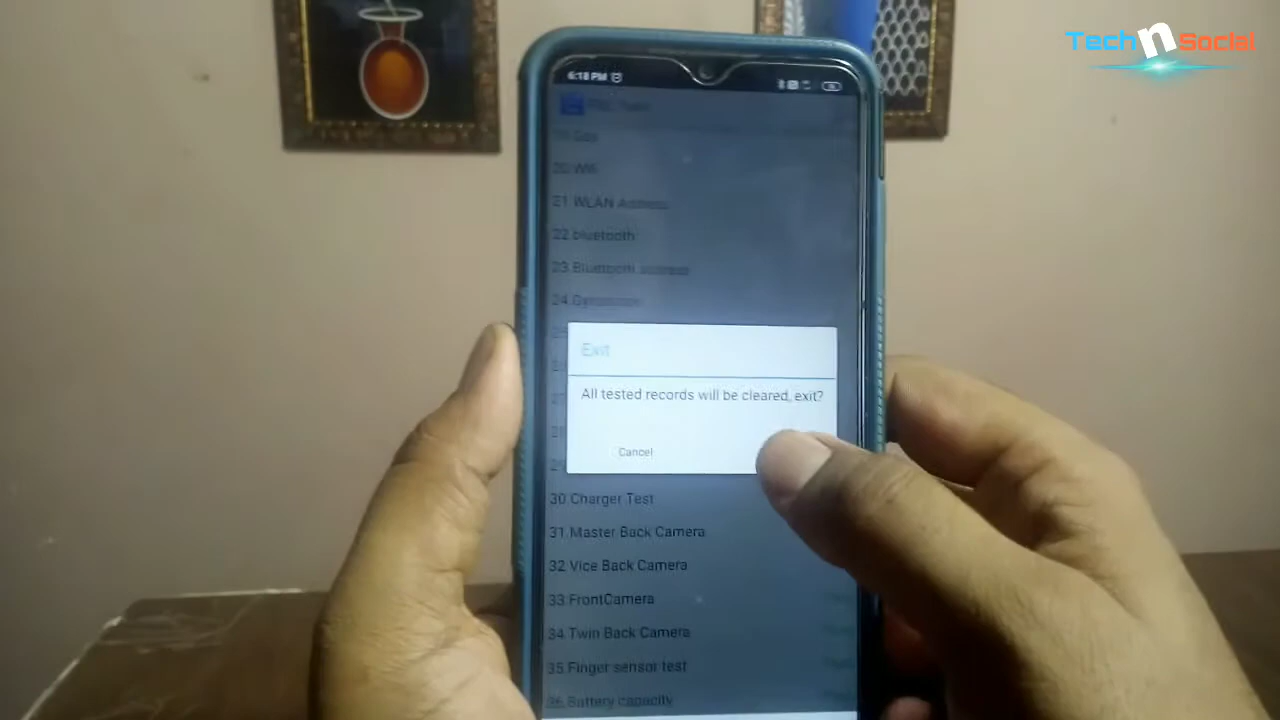 Tech n Social
6:18 PM
20 Wifi
21 WLAN Address
22 bluetooth
23 Bluetooth address
24 Gyroscope
Exit
All tested records will be cleared, exit?
Cancel
30 Charger Test
31 Master Back Camera
32 Vice Back Camera
33 FrontCamera
34 Twin Back Camera
35 Finger sensor test
36 Battery capacity